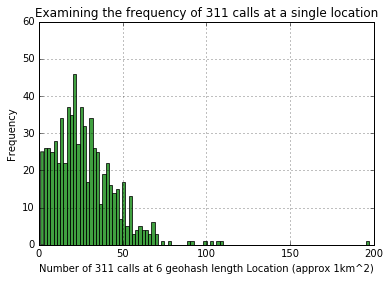 Examining the frequency of 311 calls at a single location
60
50
40
30
20
10
0
Frequency
0 50 100 150 200
Number of 311 calls at 6 geohash length Location (approx 1km^2)